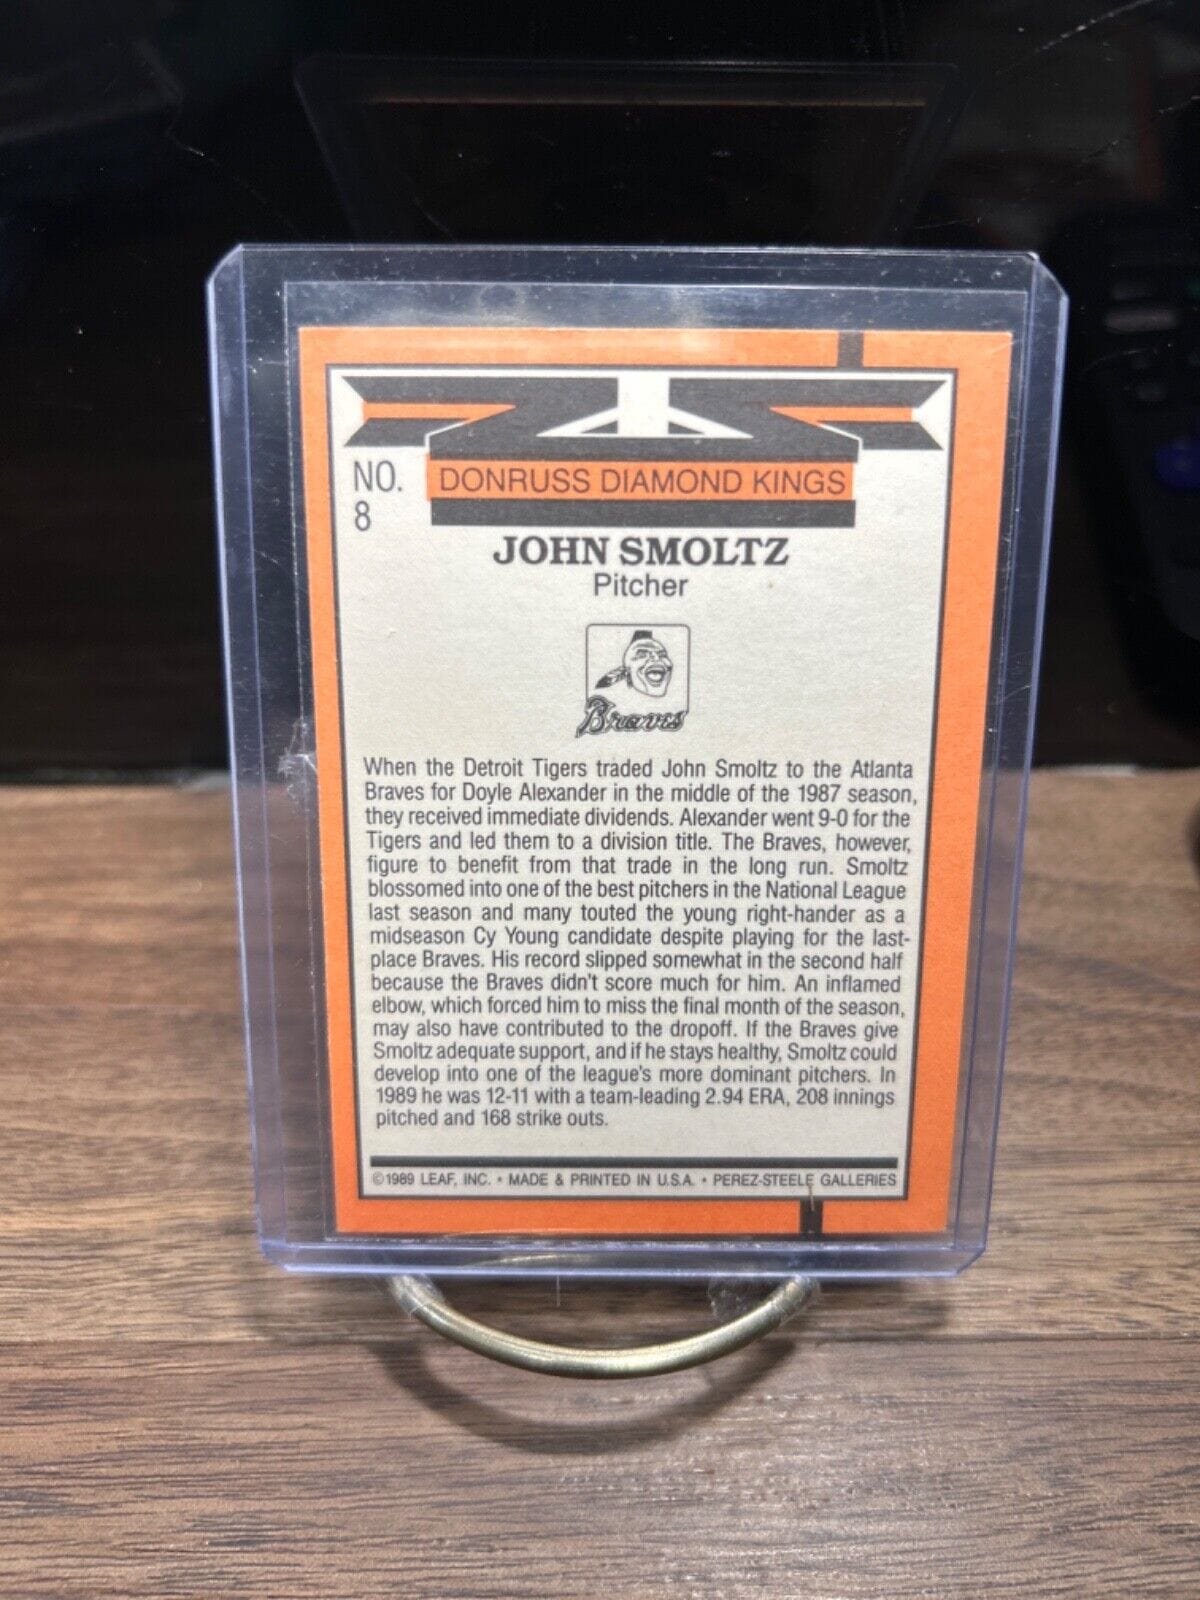 NO.
8
DONRUSS DIAMOND KINGS
JOHN SMOLTZ
Pitcher
Braves
When the Detroit Tigers traded John Smoltz to the Atlanta
Braves for Doyle Alexander in the middle of the 1987 season,
they received immediate dividends. Alexander went 9-0 for the
Tigers and led them to a division title. The Braves, however,
figure to benefit from that trade in the long run. Smoltz
blossomed into one of the best pitchers in the National League
last season and many touted the young right-hander as a
midseason Cy Young candidate despite playing for the last-
place Braves. His record slipped somewhat in the second half
because the Braves didn't score much for him. An inflamed
elbow, which forced him to miss the final month of the season,
may also have contributed to the dropoff. If the Braves give
Smoltz adequate support, and if he stays healthy, Smoltz could
develop into one of the league's more dominant pitchers. In
1989 he was 12-11 with a team-leading 2.94 ERA, 208 innings
pitched and 168 strike outs.
©1989 LEAF, INC. • MADE & PRINTED IN U.S.A. • PEREZ-STEELE GALLERIES